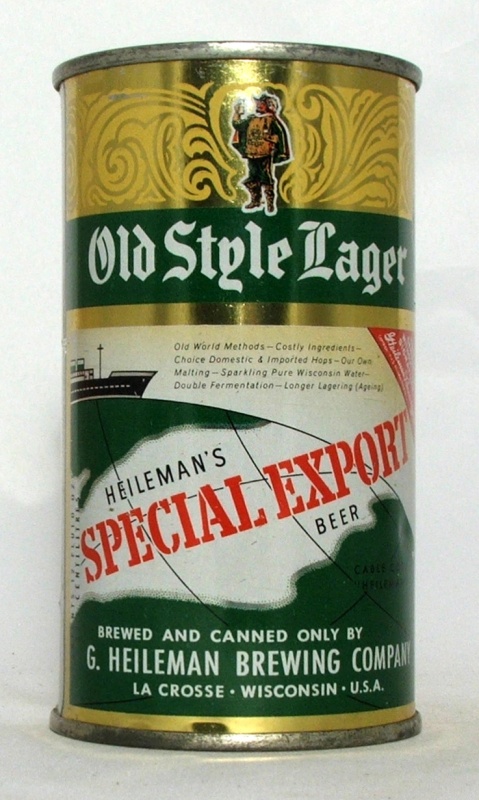 Old Style Lager
Old World Methods—Costly Ingredients—
Choice Domestic & Imported Hops—Our Own
Malting—Sparkling Pure Wisconsin Water—
Double Fermentation—Longer Lagering (Ageing)
HEILEMAN'S
SPECIAL EXPORT
BEER
CABLE
BREWED AND CANNED ONLY BY
G. HEILEMAN BREWING COMPANY
LA CROSSE • WISCONSIN • U.S.A.